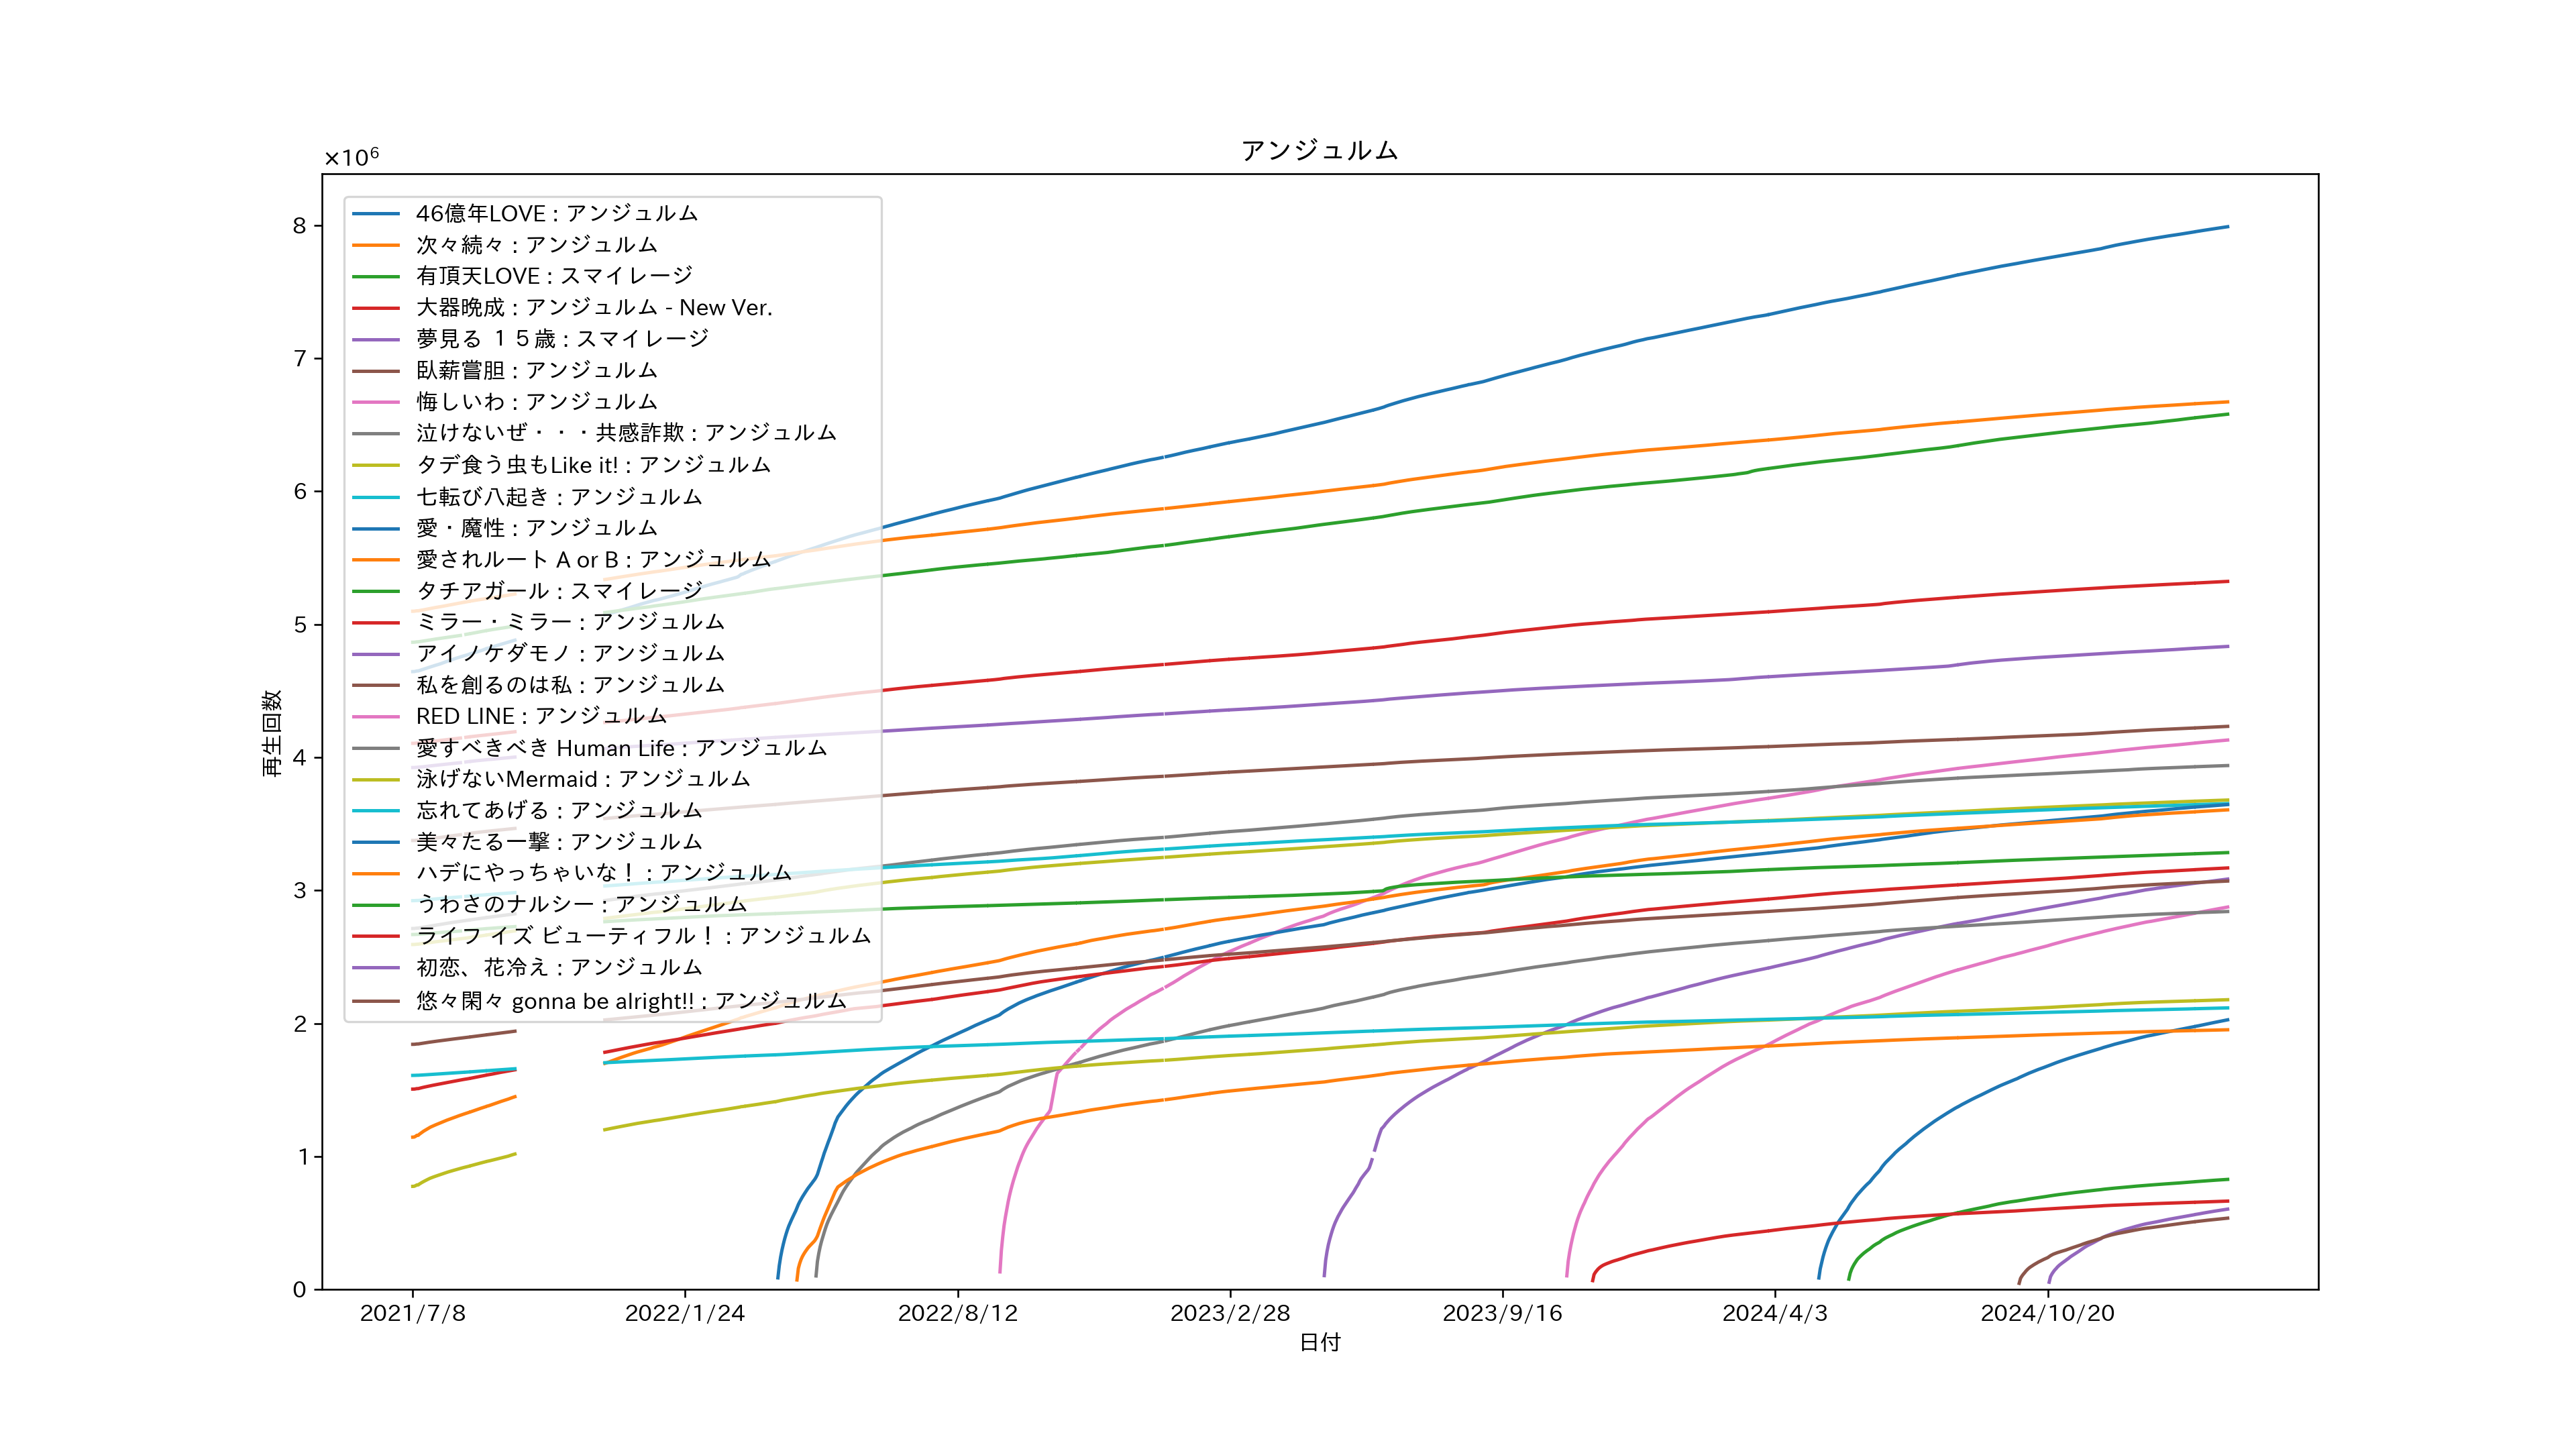 アンジュルム
×10⁶
8
7
6
5
4
3
2
1
0
再生回数
46億年LOVE : アンジュルム
次々続々 : アンジュルム
有頂天LOVE : スマイレージ
大器晩成 : アンジュルム - New Ver.
夢見る １５歳 : スマイレージ
臥薪嘗胆 : アンジュルム
悔しいわ : アンジュルム
泣けないぜ・・・共感詐欺 : アンジュルム
タデ食う虫もLike it! : アンジュルム
七転び八起き : アンジュルム
愛・魔性 : アンジュルム
愛されルート A or B : アンジュルム
タチアガール : スマイレージ
ミラー・ミラー : アンジュルム
アイノケダモノ : アンジュルム
私を創るのは私 : アンジュルム
RED LINE : アンジュルム
愛すべきべき Human Life : アンジュルム
泳げないMermaid : アンジュルム
忘れてあげる : アンジュルム
美々たる一撃 : アンジュルム
ハデにやっちゃいな！ : アンジュルム
うわさのナルシー : アンジュルム
ライフ イズ ビューティフル！ : アンジュルム
初恋、花冷え : アンジュルム
悠々閑々 gonna be alright!! : アンジュルム
2021/7/8 2022/1/24 2022/8/12 2023/2/28 2023/9/16 2024/4/3 2024/10/20
日付